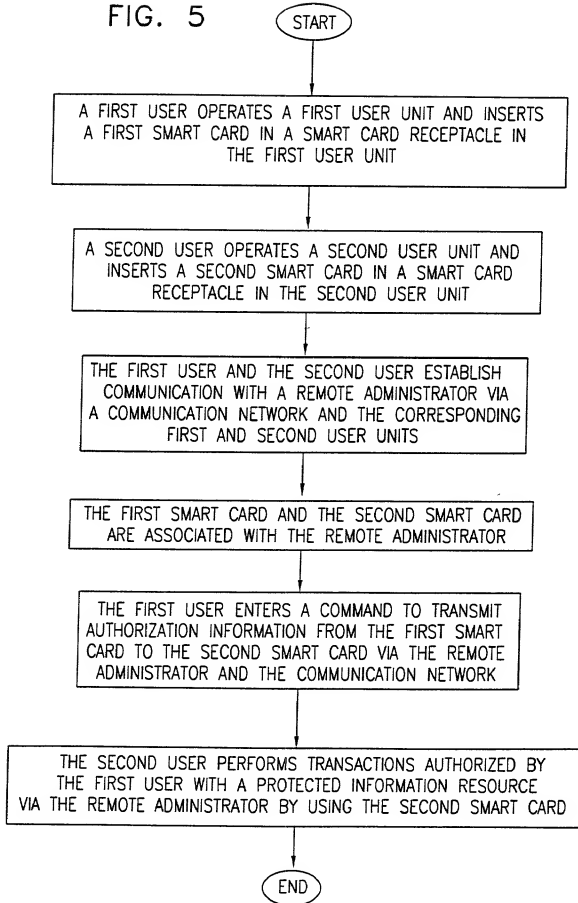 FIG. 5
START
A FIRST USER OPERATES A FIRST USER UNIT AND INSERTS
A FIRST SMART CARD IN A SMART CARD RECEPTACLE IN
THE FIRST USER UNIT
A SECOND USER OPERATES A SECOND USER UNIT AND
INSERTS A SECOND SMART CARD IN A SMART CARD
RECEPTACLE IN THE SECOND USER UNIT
THE FIRST USER AND THE SECOND USER ESTABLISH
COMMUNICATION WITH A REMOTE ADMINISTRATOR VIA
A COMMUNICATION NETWORK AND THE CORRESPONDING
FIRST AND SECOND USER UNITS
THE FIRST SMART CARD AND THE SECOND SMART CARD
ARE ASSOCIATED WITH THE REMOTE ADMINISTRATOR
THE FIRST USER ENTERS A COMMAND TO TRANSMIT
AUTHORIZATION INFORMATION FROM THE FIRST SMART
CARD TO THE SECOND SMART CARD VIA THE REMOTE
ADMINISTRATOR AND THE COMMUNICATION NETWORK
THE SECOND USER PERFORMS TRANSACTIONS AUTHORIZED BY
THE FIRST USER WITH A PROTECTED INFORMATION RESOURCE
VIA THE REMOTE ADMINISTRATOR BY USING THE SECOND SMART CARD
END